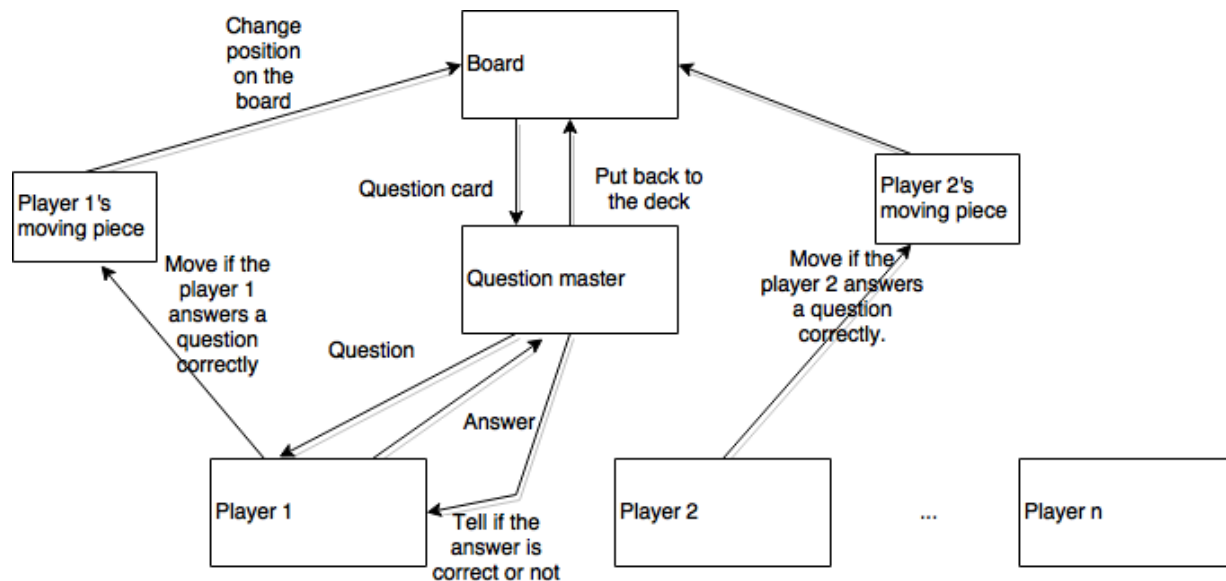 Change
position
on the
board
Board
Player 1's
moving piece
Question card
Put back to
the deck
Player 2's
moving piece
Move if the
player 1
answers a
question
correctly
Question master
Move if the
player 2 answers
a question
correctly.
Question
Answer
Player 1
Tell if the
answer is
correct or not
Player 2
...
Player n